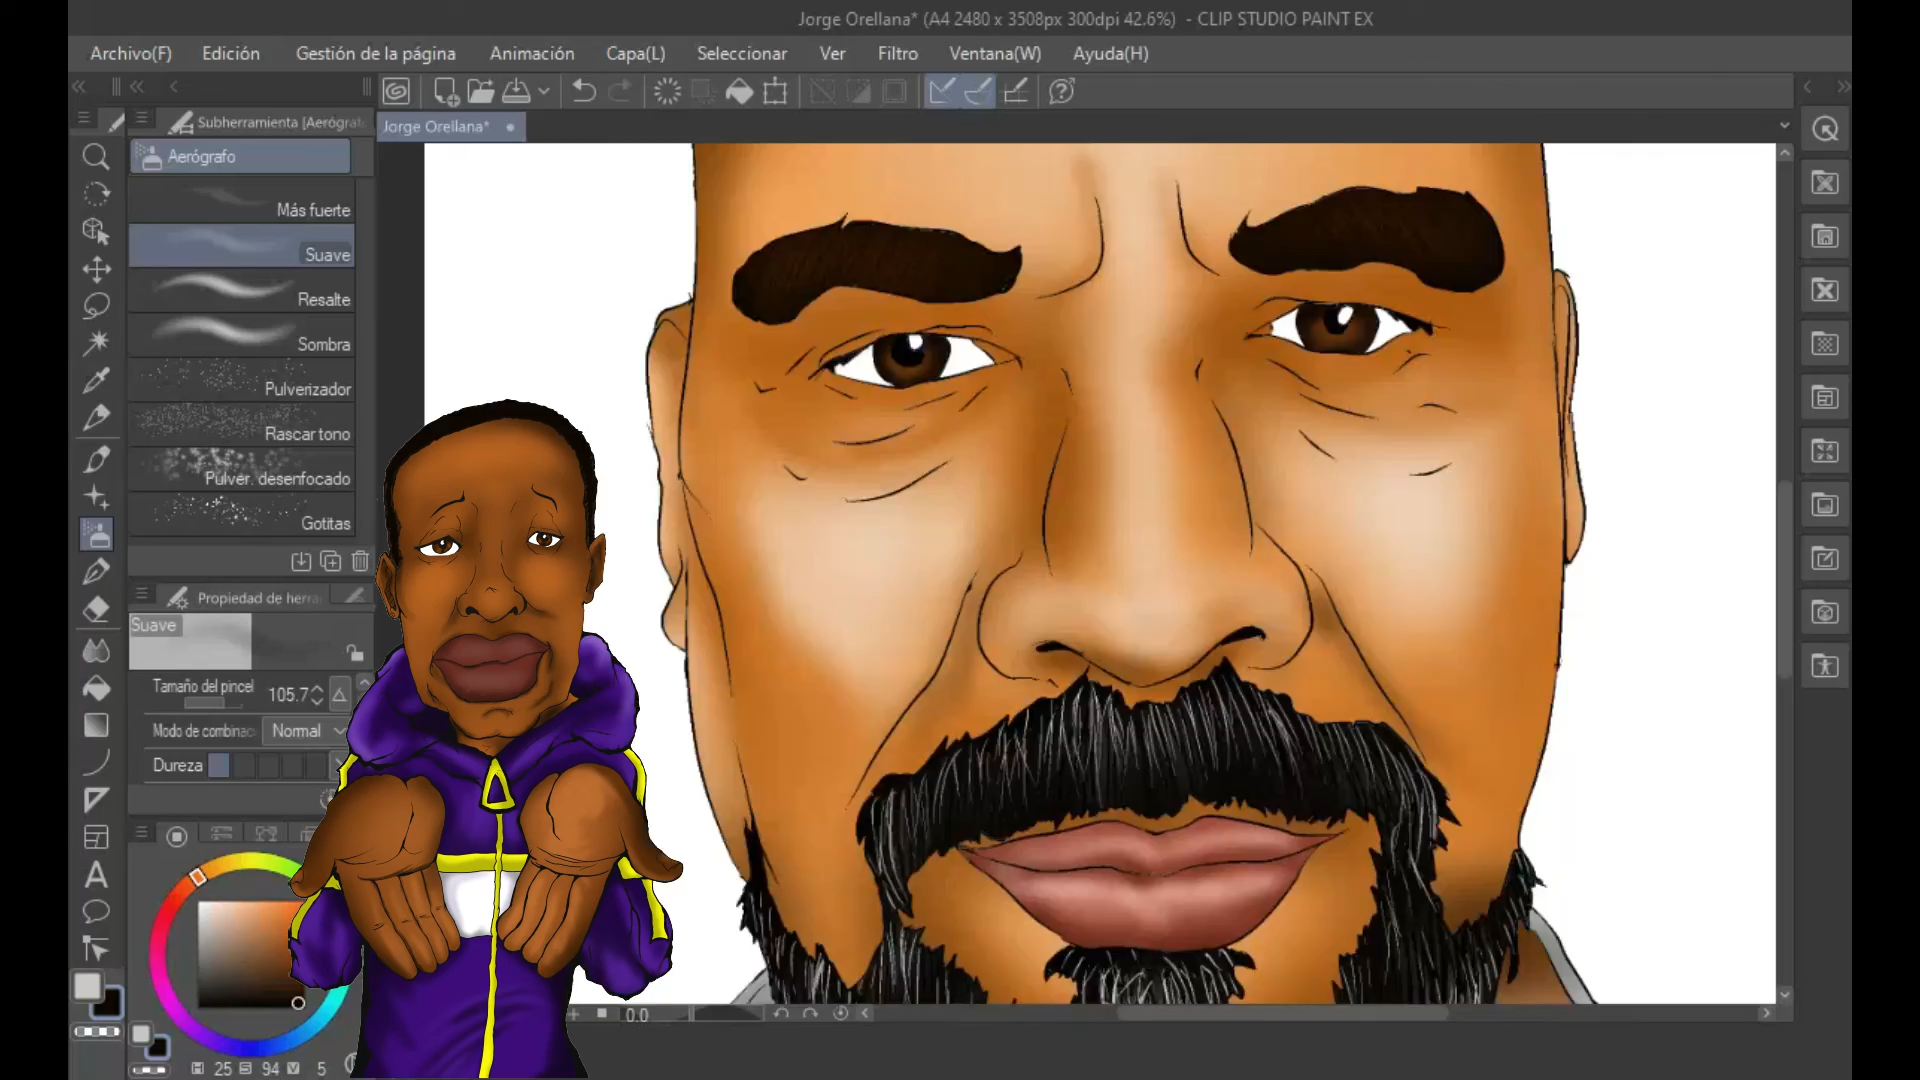 Jorge Orellana* (A4 2480 x 3508px 300dpi 42.6%) - CLIP STUDIO PAINT EX
Archivo(F) Edición Gestión de la página Animación Capa(L) Seleccionar Ver Filtro Ventana(W) Ayuda(H)
Subherramienta [Aerógrat
Jorge Orellana*
Aerógrafo
Más fuerte
Suave
Resalte
Sombra
Pulverizador
Rascar tono
Pulver. desenfocado
Gotitas
Propiedad de herra
Suave
Tamaño del pincel 105.7
Modo de combinac Normal
Dureza
A
0.0
H 25 S 94 V 5